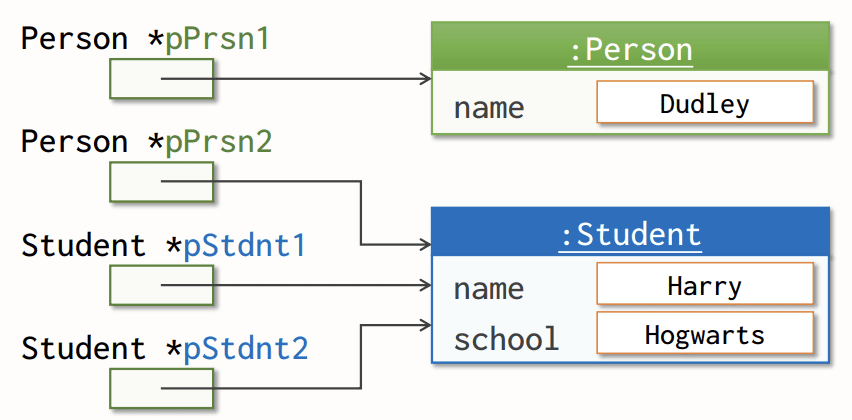 Person *pPrsn1
:Person
name Dudley
Person *pPrsn2
Student *pStdnt1
:Student
name Harry
school Hogwarts
Student *pStdnt2